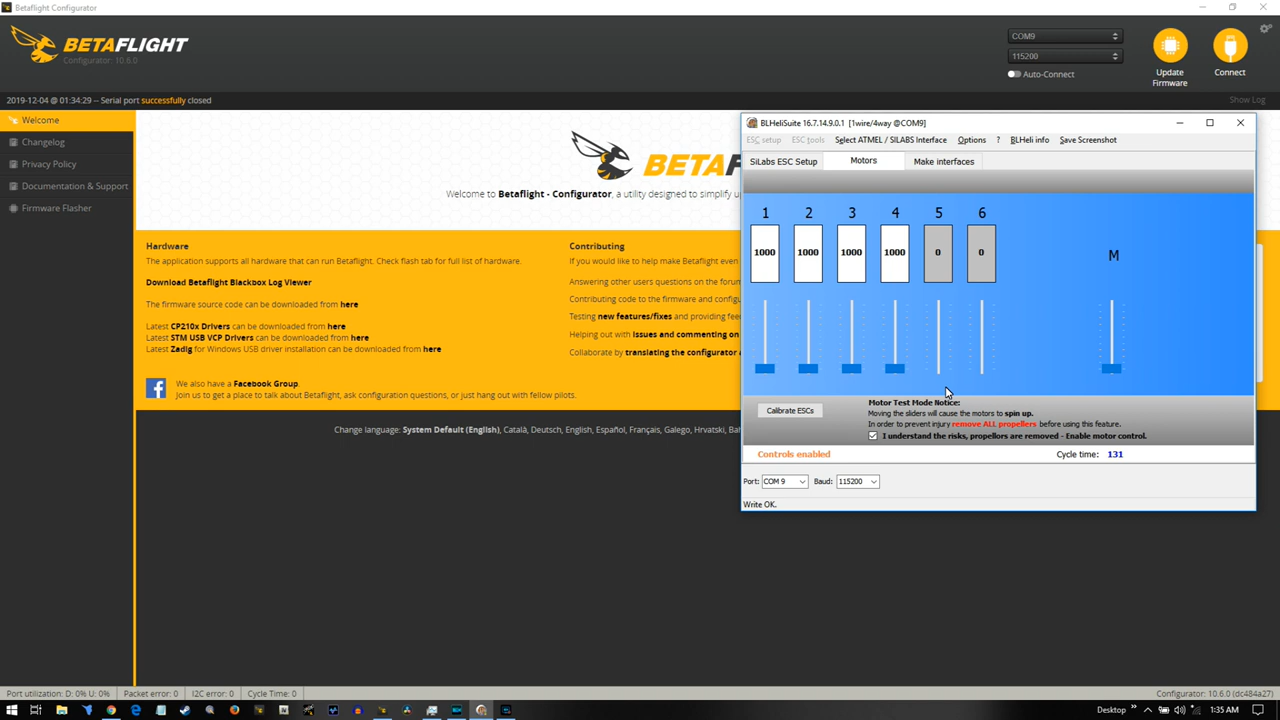 Betaflight Configurator
BETAFLIGHT
Configurator: 10.6.0
COM9
115200
Auto-Connect
Update Firmware
Connect
2019-12-04 @ 01:34:29 -- Serial port successfully closed
Show Log
Welcome
Changelog
Privacy Policy
Documentation & Support
Firmware Flasher
BETAF
Welcome to Betaflight - Configurator, a utility designed to simplify u
Hardware
The application supports all hardware that can run Betaflight. Check flash tab for full list of hardware.
Download Betaflight Blackbox Log Viewer
The firmware source code can be downloaded from here
Latest CP210x Drivers can be downloaded from here
Latest STM USB VCP Drivers can be downloaded from here
Latest Zadig for Windows USB driver installation can be downloaded from here
We also have a Facebook Group.
Join us to get a place to talk about Betaflight, ask configuration questions, or just hang out with fellow pilots.
Contributing
If you would like to help make Betaflight even
Answering other users questions on the forum
Contributing code to the firmware and config
Testing new features/fixes and providing fee
Helping out with issues and commenting on
Collaborate by translating the configurator a
Change language: System Default (English), Català, Deutsch, English, Español, Français, Galego, Hrvatski, Bah
BLHeliSuite 16.7.14.9.0.1 [1wire/4way @COM9]
ESC setup ESC tools Select ATMEL / SILABS Interface Options ? BLHeli info Save Screenshot
SiLabs ESC Setup Motors Make interfaces
1 2 3 4 5 6
1000 1000 1000 1000 0 0
M
Calibrate ESCs
Motor Test Mode Notice:
Moving the sliders will cause the motors to spin up.
In order to prevent injury remove ALL propellers before using this feature.
I understand the risks, propellors are removed - Enable motor control.
Controls enabled
Cycle time: 131
Port: COM 9 Baud: 115200
Write OK.
Port utilization: D: 0% U: 0% Packet error: 0 I2C error: 0 Cycle Time: 0
Configurator: 10.6.0 (dc484a27)
Desktop
1:35 AM